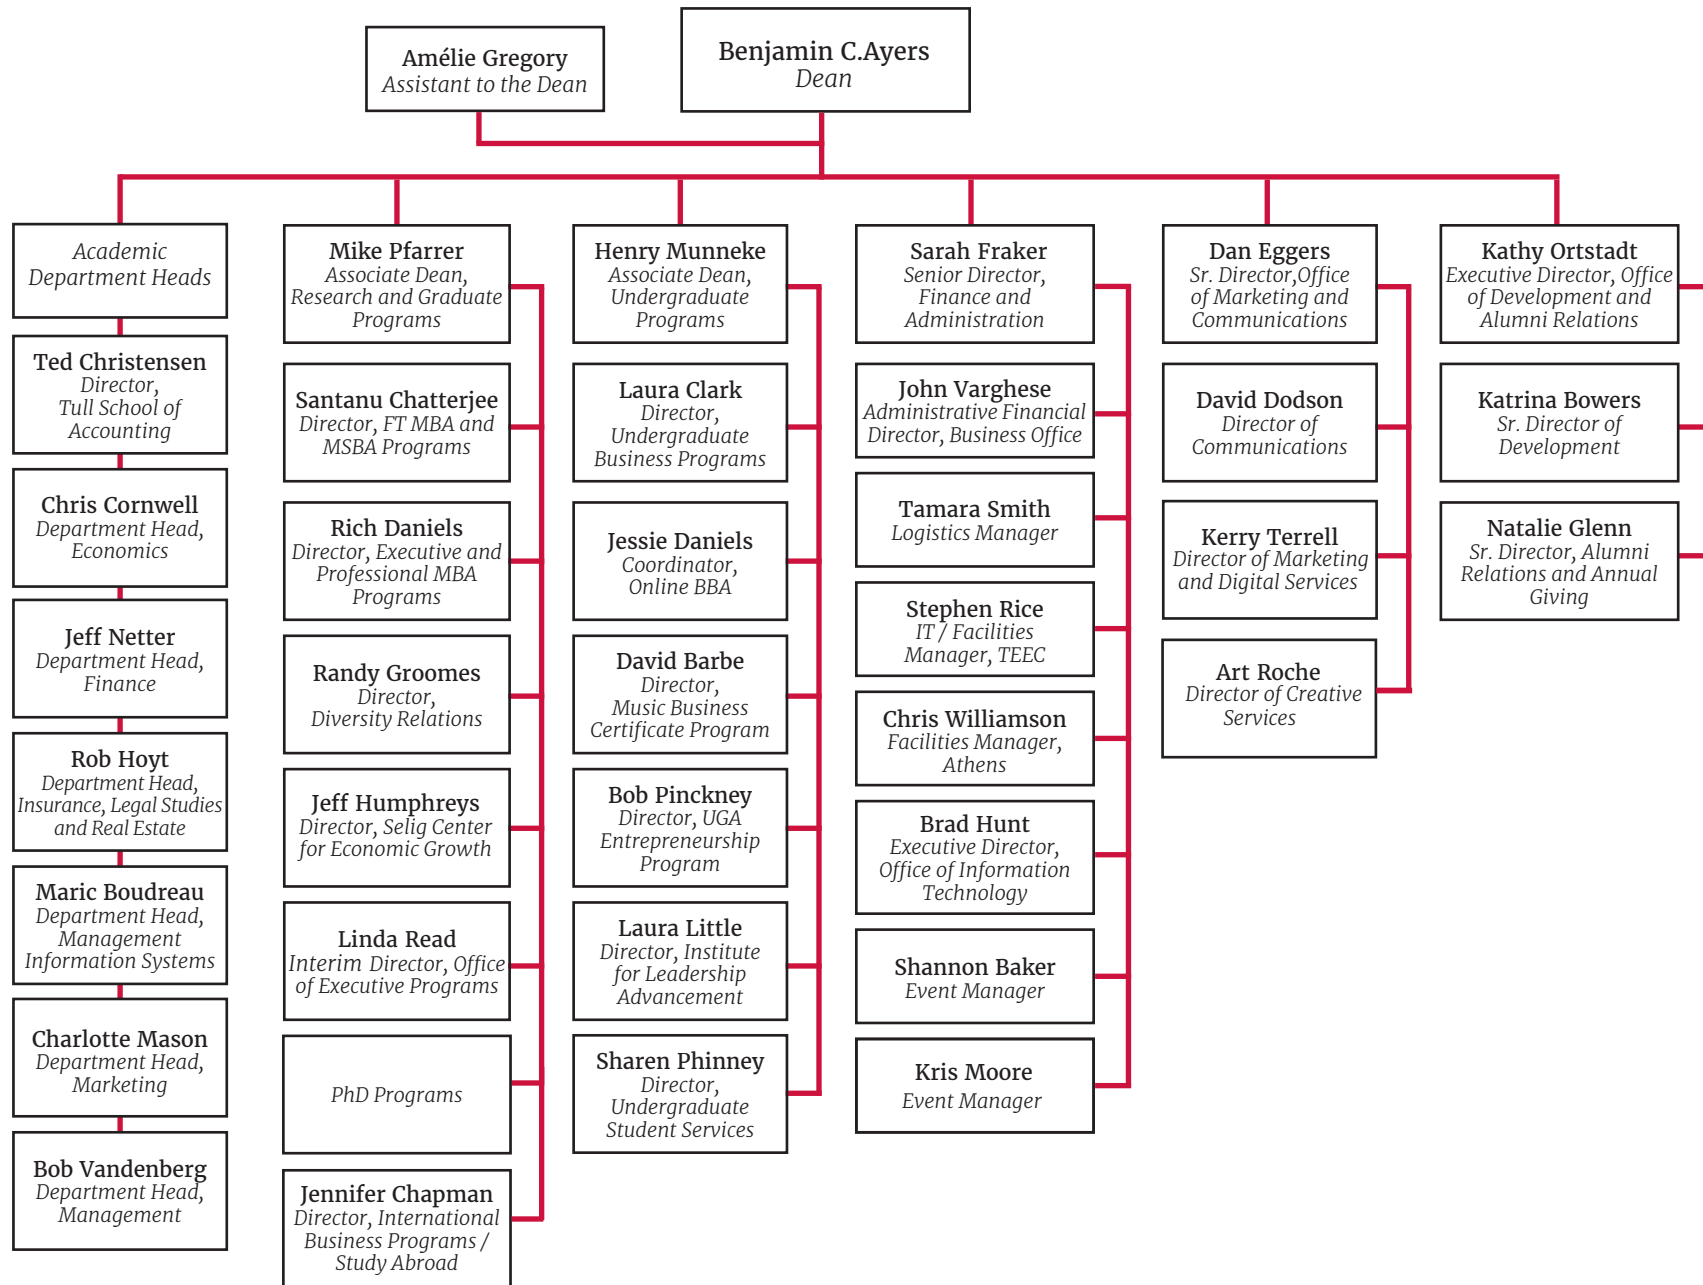 Amélie Gregory
Assistant to the Dean
Benjamin C.Ayers
Dean
Academic
Department Heads
Ted Christensen
Director,
Tull School of
Accounting
Chris Cornwell
Department Head,
Economics
Jeff Netter
Department Head,
Finance
Rob Hoyt
Department Head,
Insurance, Legal Studies
and Real Estate
Maric Boudreau
Department Head,
Management
Information Systems
Charlotte Mason
Department Head,
Marketing
Bob Vandenberg
Department Head,
Management
Mike Pfarrer
Associate Dean,
Research and Graduate
Programs
Santanu Chatterjee
Director, FT MBA and
MSBA Programs
Rich Daniels
Director, Executive and
Professional MBA
Programs
Randy Groomes
Director,
Diversity Relations
Jeff Humphreys
Director, Selig Center
for Economic Growth
Linda Read
Interim Director, Office
of Executive Programs
PhD Programs
Jennifer Chapman
Director, International
Business Programs /
Study Abroad
Henry Munneke
Associate Dean,
Undergraduate
Programs
Laura Clark
Director,
Undergraduate
Business Programs
Jessie Daniels
Coordinator,
Online BBA
David Barbe
Director,
Music Business
Certificate Program
Bob Pinckney
Director, UGA
Entrepreneurship
Program
Laura Little
Director, Institute
for Leadership
Advancement
Sharen Phinney
Director,
Undergraduate
Student Services
Sarah Fraker
Senior Director,
Finance and
Administration
John Varghese
Administrative Financial
Director, Business Office
Tamara Smith
Logistics Manager
Stephen Rice
IT / Facilities
Manager, TEEC
Chris Williamson
Facilities Manager,
Athens
Brad Hunt
Executive Director,
Office of Information
Technology
Shannon Baker
Event Manager
Kris Moore
Event Manager
Dan Eggers
Sr. Director,Office
of Marketing and
Communications
David Dodson
Director of
Communications
Kerry Terrell
Director of Marketing
and Digital Services
Art Roche
Director of Creative
Services
Kathy Ortstadt
Executive Director, Office
of Development and
Alumni Relations
Katrina Bowers
Sr. Director of
Development
Natalie Glenn
Sr. Director, Alumni
Relations and Annual
Giving